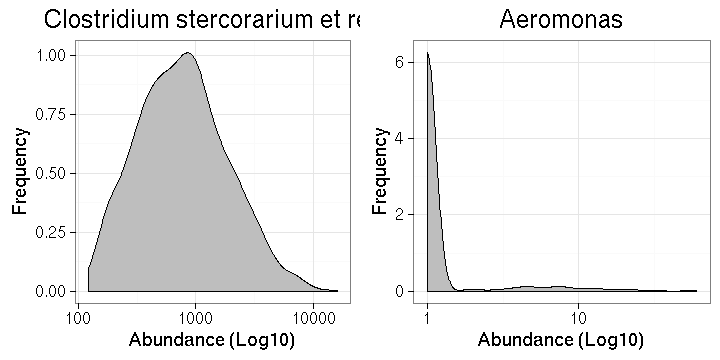 Clostridium stercorarium et re
Frequency
1.00
0.75
0.50
0.25
0.00
100 1000 10000
Abundance (Log10)
Aeromonas
Frequency
6
4
2
0
1 10
Abundance (Log10)